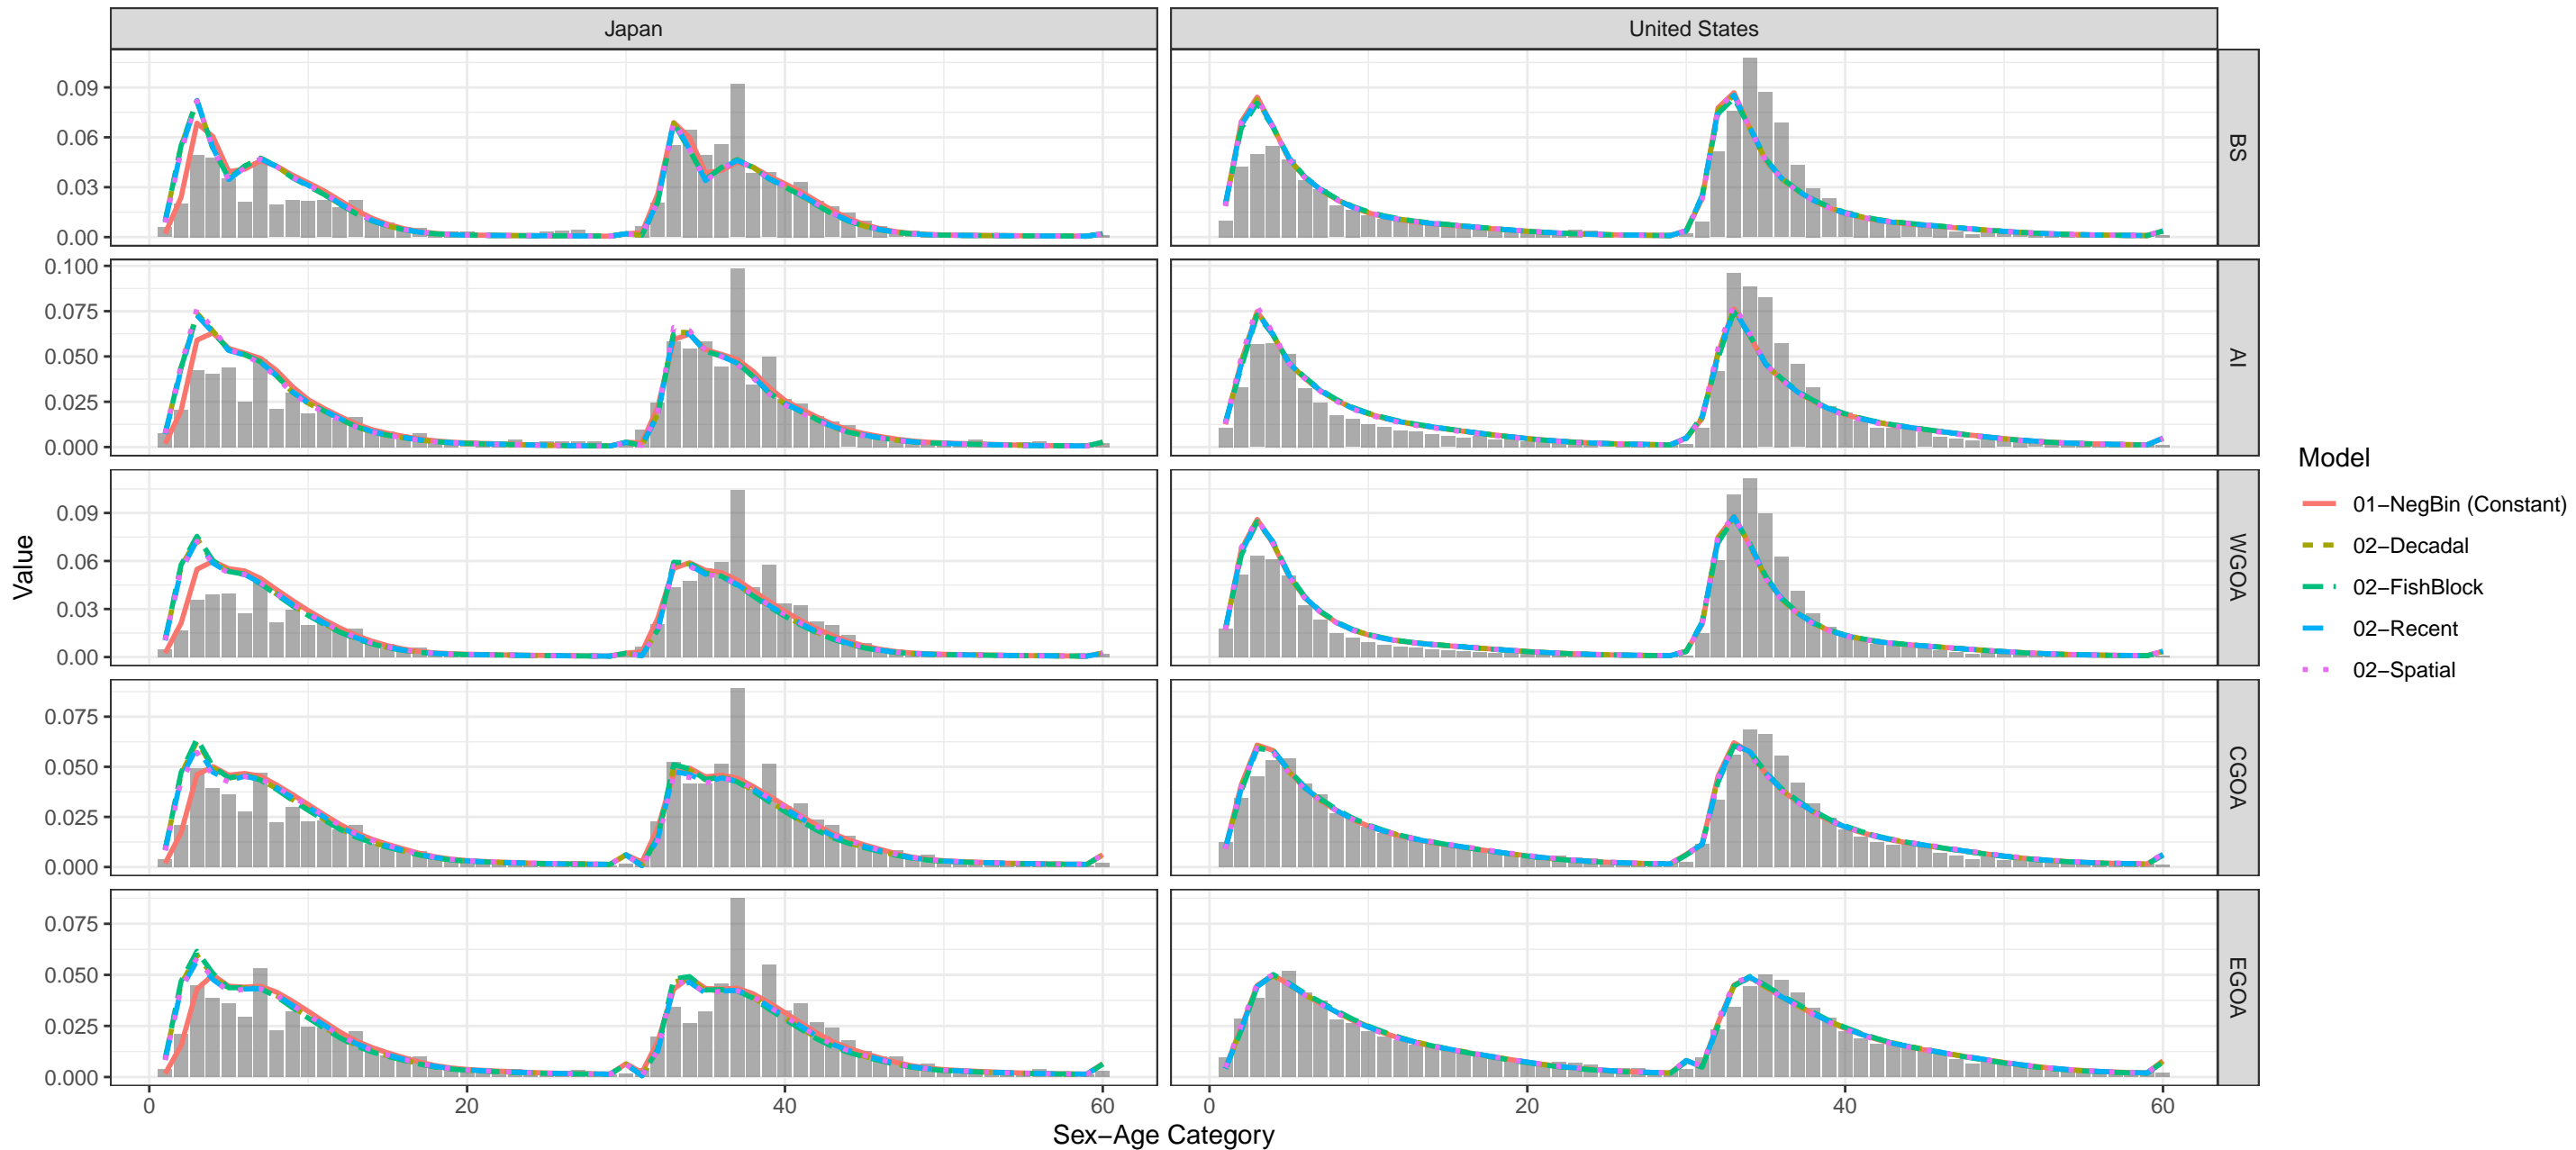 Japan
United States
Value
0.09
0.06
0.03
0.00
BS
0.100
0.075
0.050
0.025
0.000
AI
0.09
0.06
0.03
0.00
WGOA
0.075
0.050
0.025
0.000
CGOA
0.075
0.050
0.025
0.000
EGOA
0 20 40 60
0 20 40 60
Sex−Age Category
Model
01−NegBin (Constant)
02−Decadal
02−FishBlock
02−Recent
02−Spatial